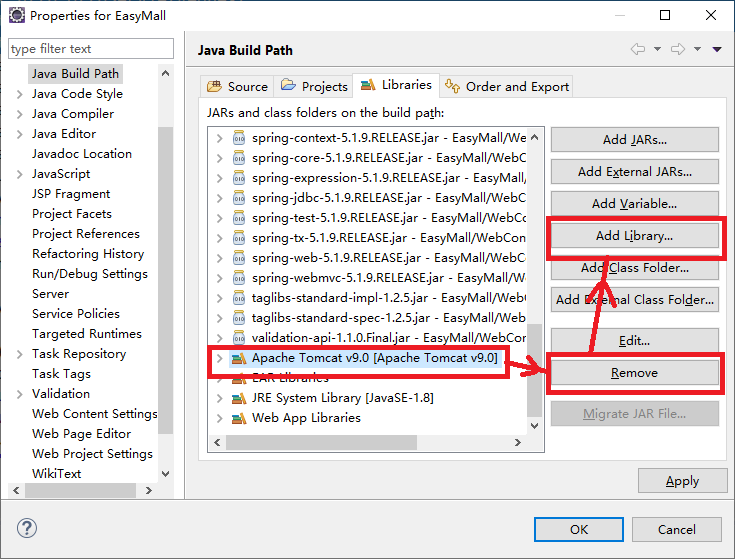 Properties for EasyMall
type filter text
Java Build Path
Java Code Style
Java Compiler
Java Editor
Javadoc Location
JavaScript
JSP Fragment
Project Facets
Project References
Refactoring History
Run/Debug Settings
Server
Service Policies
Targeted Runtimes
Task Repository
Task Tags
Validation
Web Content Settings
Web Page Editor
Web Project Settings
WikiText
Java Build Path
Source
Projects
Libraries
Order and Export
JARs and class folders on the build path:
spring-context-5.1.9.RELEASE.jar - EasyMall/WebC
spring-core-5.1.9.RELEASE.jar - EasyMall/WebCon
spring-expression-5.1.9.RELEASE.jar - EasyMall/W
spring-jdbc-5.1.9.RELEASE.jar - EasyMall/WebCon
spring-test-5.1.9.RELEASE.jar - EasyMall/WebCon
spring-tx-5.1.9.RELEASE.jar - EasyMall/WebConte
spring-web-5.1.9.RELEASE.jar - EasyMall/WebCon
spring-webmvc-5.1.9.RELEASE.jar - EasyMall/Wel
taglibs-standard-impl-1.2.5.jar - EasyMall/WebCo
taglibs-standard-spec-1.2.5.jar - EasyMall/WebCo
validation-api-1.1.0.Final.jar - EasyMall/WebCont
Apache Tomcat v9.0 [Apache Tomcat v9.0]
EAR Libraries
JRE System Library [JavaSE-1.8]
Web App Libraries
Add JARs...
Add External JARs...
Add Variable...
Add Library...
Add Class Folder...
Add External Class Folder...
Edit...
Remove
Migrate JAR File...
Apply
OK
Cancel